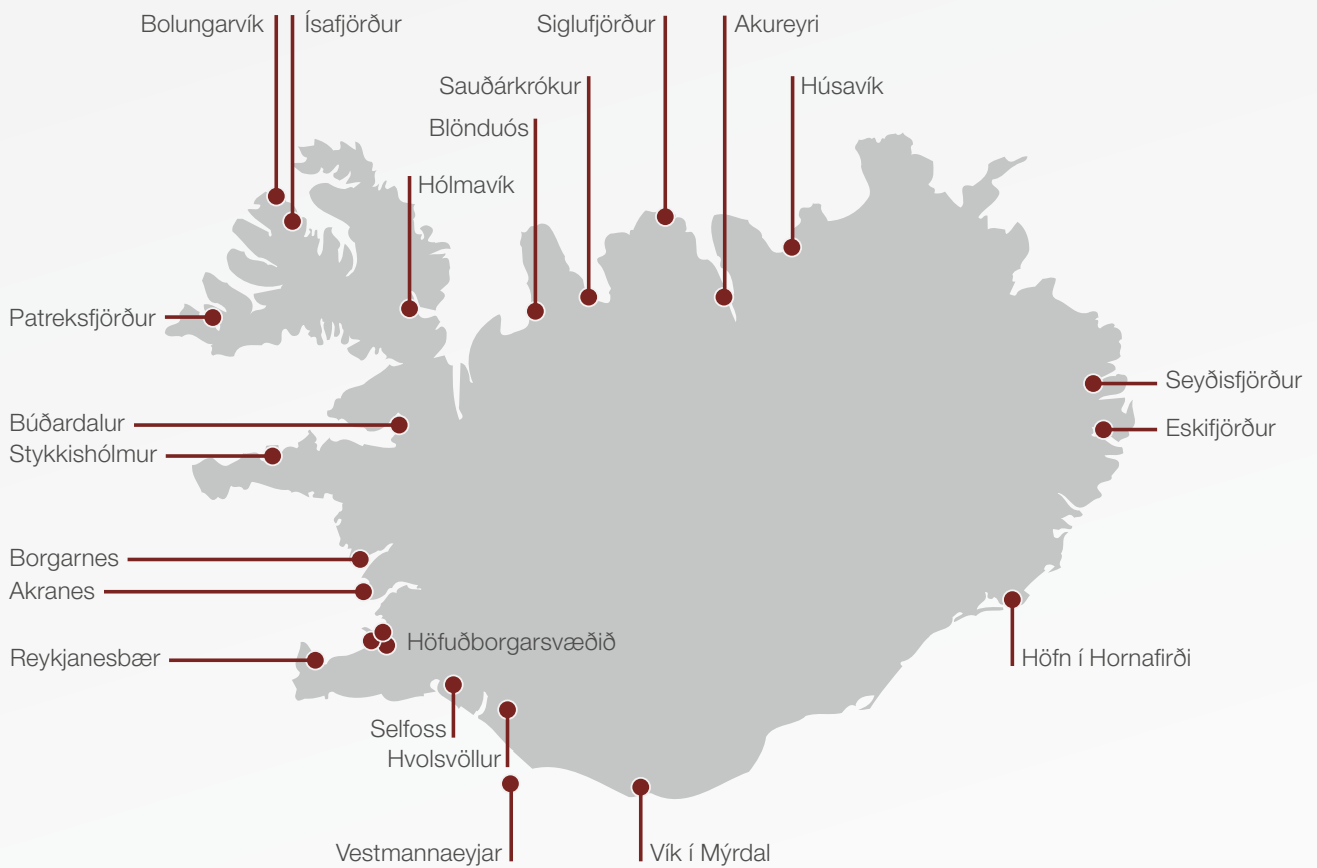 Bolungarvík
Ísafjörður
Siglufjörður
Akureyri
Sauðárkrókur
Húsavík
Blönduós
Hólmavík
Patreksfjörður
Seyðisfjörður
Búðardalur
Eskifjörður
Stykkishólmur
Borgarnes
Akranes
Höfuðborgarsvæðið
Reykjanesbær
Höfn í Hornafirði
Selfoss
Hvolsvöllur
Vestmannaeyjar
Vík í Mýrdal